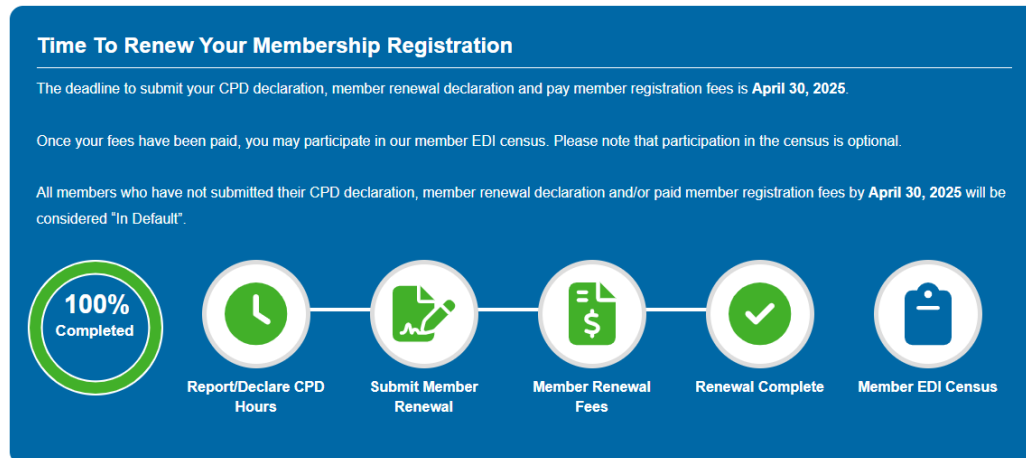 Time To Renew Your Membership Registration
The deadline to submit your CPD declaration, member renewal declaration and pay member registration fees is April 30, 2025.
Once your fees have been paid, you may participate in our member EDI census. Please note that participation in the census is optional.
All members who have not submitted their CPD declaration, member renewal declaration and/or paid member registration fees by April 30, 2025 will be
considered "In Default".
100%
Completed
Report/Declare CPD
Hours
Submit Member
Renewal
$
Member Renewal
Fees
Renewal Complete
Member EDI Census